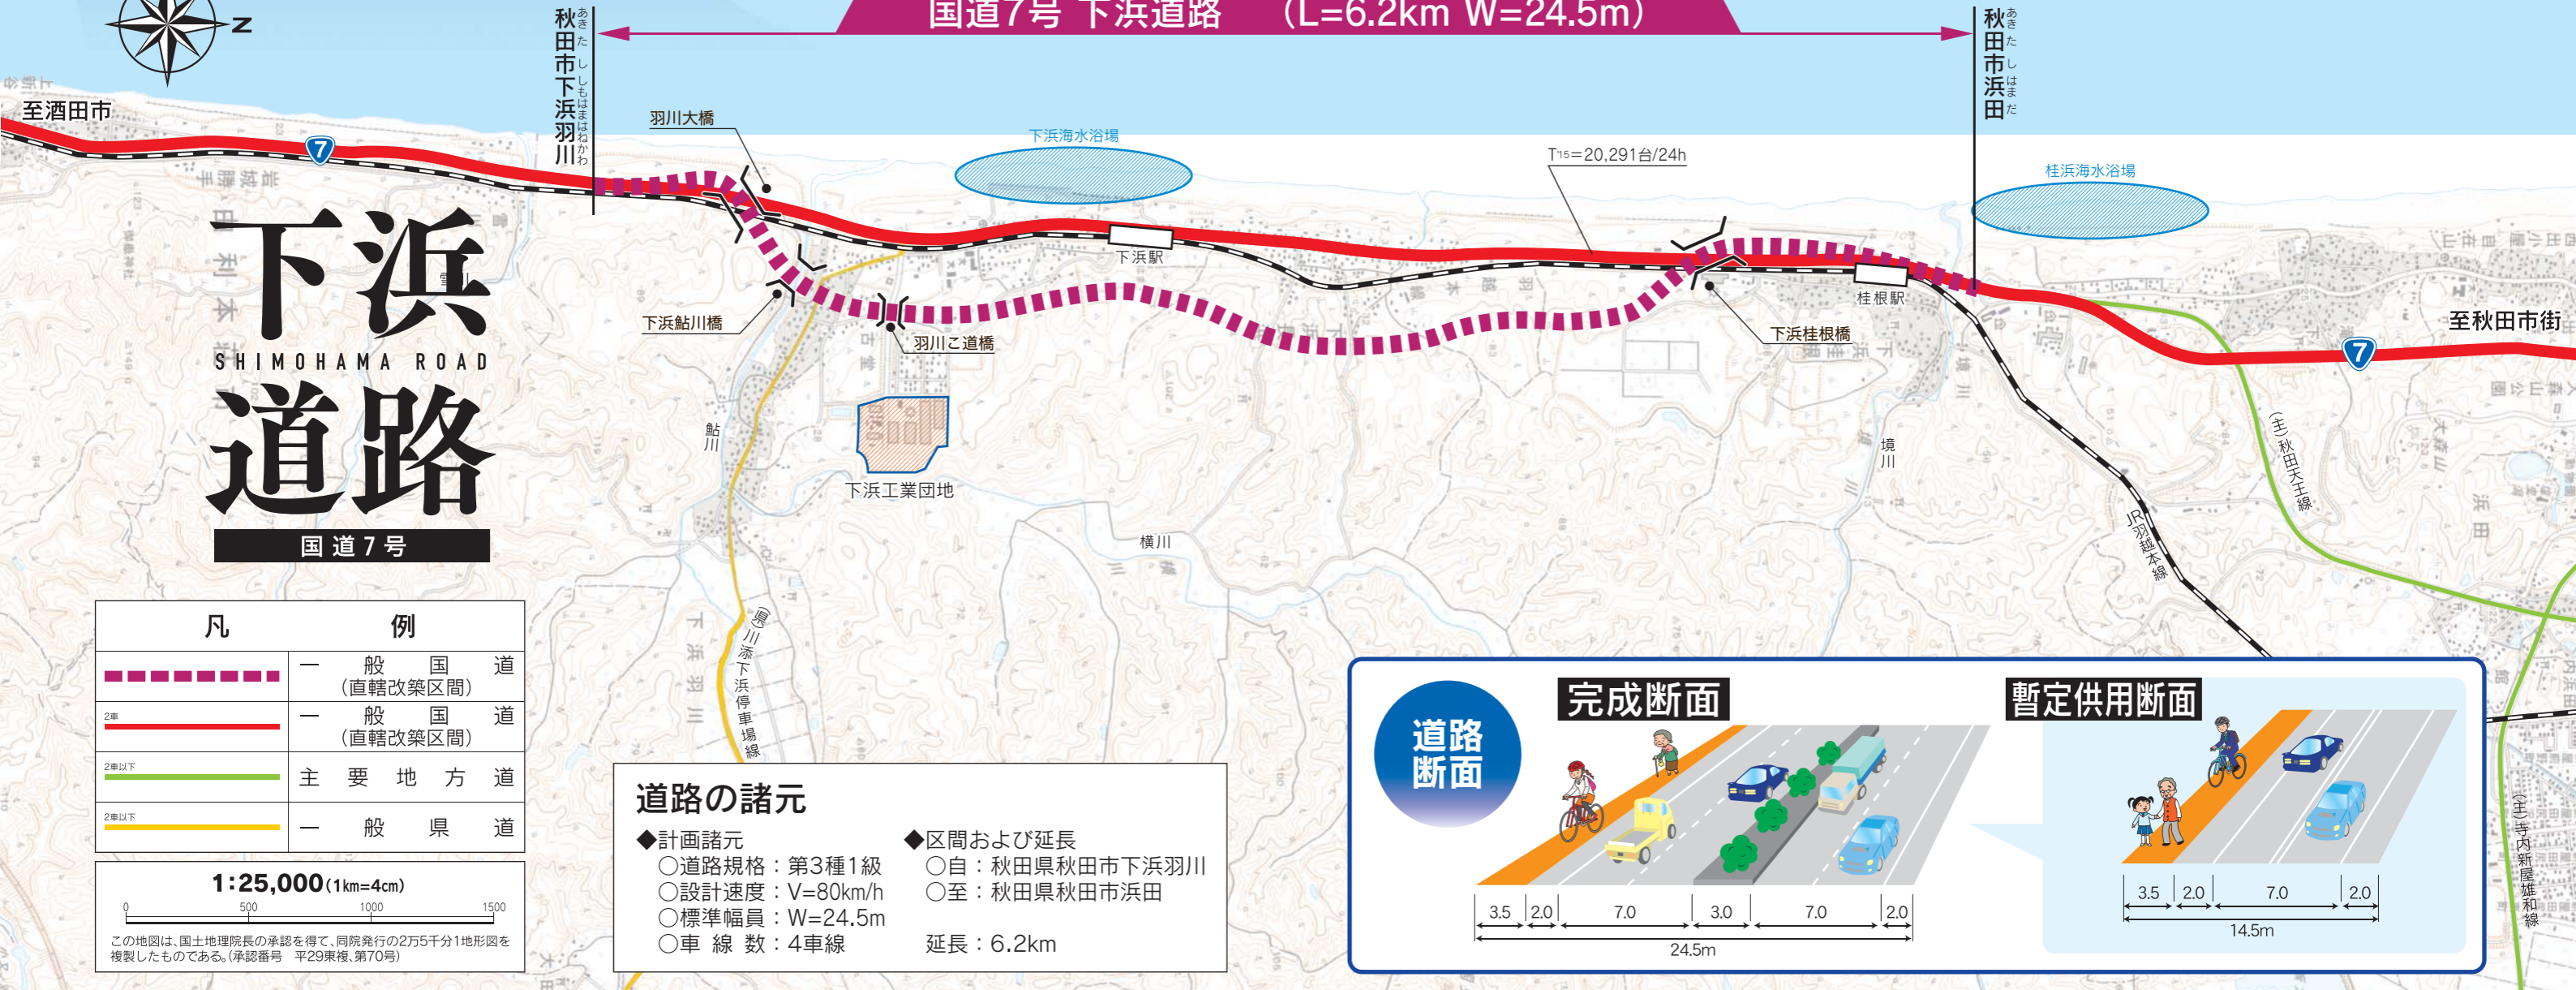 国道7号 下浜道路 （L=6.2km W=24.5m）
N
秋田市下浜羽川
あきたししもはまはねかわ
秋田市浜田
あきたしはまだ
至酒田市
7
羽川大橋
下浜海水浴場
T'15=20,291台/24h
桂浜海水浴場
下浜駅
桂根駅
下浜鮎川橋
羽川こ道橋
下浜桂根橋
至秋田市街
7
下浜
SHIMOHAMA ROAD
道路
国道7号
鮎川
下浜工業団地
横川
境川
(主)秋田天王線
JR羽越本線
浜田
(県)川添下浜停車場線
下浜羽川
(主)寺内新屋雄和線
凡例
一般国道
（直轄改築区間）
2車
一般国道
（直轄改築区間）
2車以下
主要地方道
2車以下
一般県道
1:25,000(1km=4cm)
0 500 1000 1500
この地図は、国土地理院長の承認を得て、同院発行の2万5千分1地形図を
複製したものである。(承認番号 平29東複、第70号)
道路の諸元
◆計画諸元
○道路規格：第3種1級
○設計速度：V=80km/h
○標準幅員：W=24.5m
○車線数：4車線
◆区間および延長
○自：秋田県秋田市下浜羽川
○至：秋田県秋田市浜田
延長：6.2km
道路
断面
完成断面
3.5 2.0 7.0 3.0 7.0 2.0
24.5m
暫定供用断面
3.5 2.0 7.0 2.0
14.5m